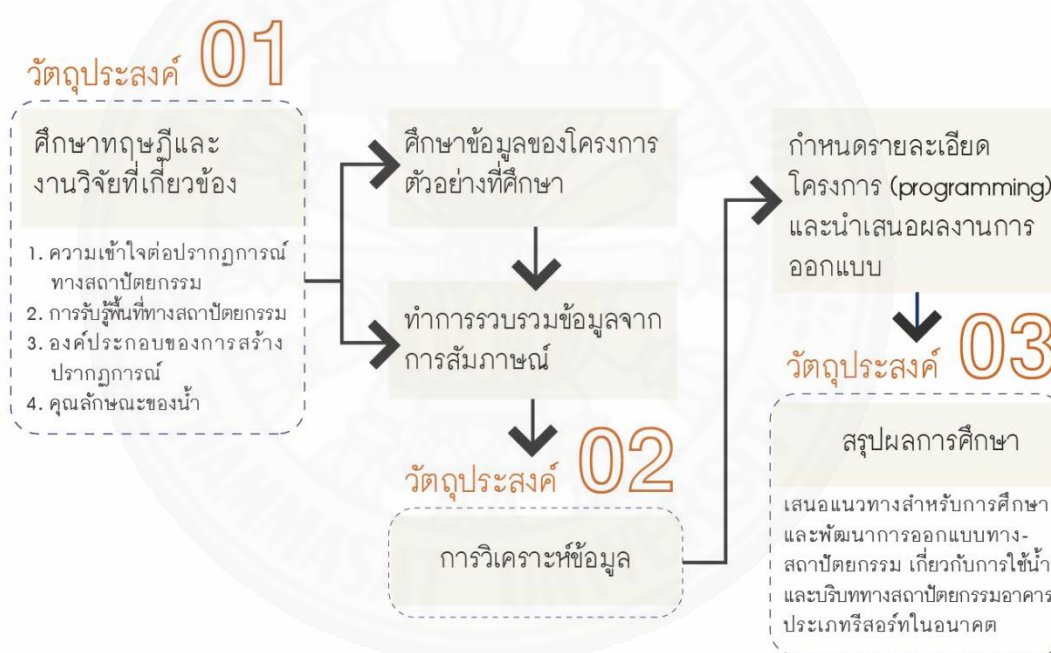 วัตถุประสงค์ 01
ศึกษาทฤษฎีและ
งานวิจัยที่เกี่ยวข้อง
1. ความเข้าใจต่อปรากฏการณ์
ทางสถาปัตยกรรม
2. การรับรู้พื้นที่ทางสถาปัตยกรรม
3. องค์ประกอบของการสร้าง
ปรากฏการณ์
4. คุณลักษณะของน้ำ
ศึกษาข้อมูลของโครงการ
ตัวอย่างที่ศึกษา
ทำการรวบรวมข้อมูลจาก
การสัมภาษณ์
วัตถุประสงค์ 02
การวิเคราะห์ข้อมูล
กำหนดรายละเอียด
โครงการ (programming)
และนำเสนอผลงานการ
ออกแบบ
วัตถุประสงค์ 03
สรุปผลการศึกษา
เสนอแนวทางสำหรับการศึกษา
และพัฒนาการออกแบบทาง-
สถาปัตยกรรม เกี่ยวกับการใช้น้ำ
และบริบททางสถาปัตยกรรมอาคาร
ประเภทรีสอร์ทในอนาคต